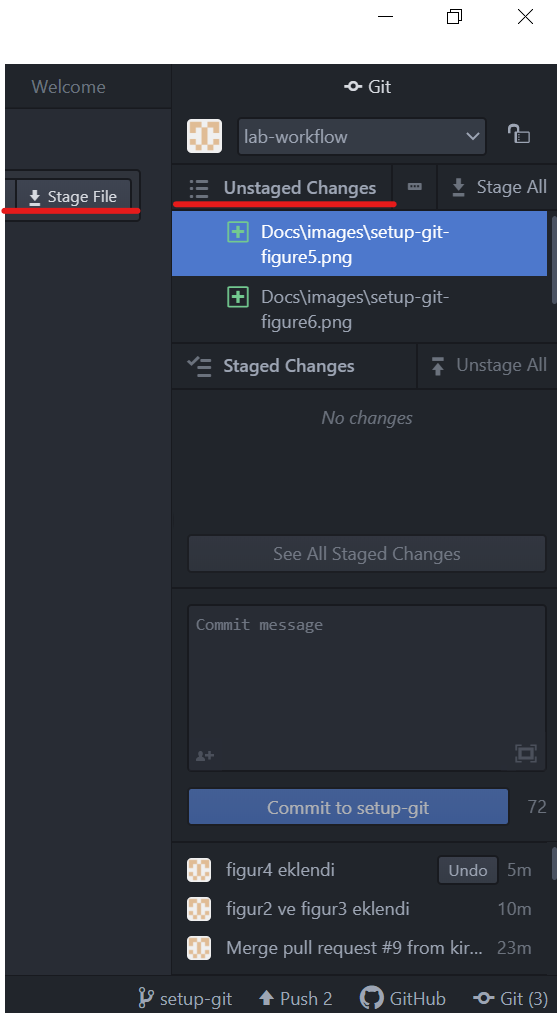 Welcome
Git
lab-workflow
Stage File
Unstaged Changes
Stage All
Docs\images\setup-git-
figure5.png
Docs\images\setup-git-
figure6.png
Staged Changes
Unstage All
No changes
See All Staged Changes
Commit message
Commit to setup-git
72
figur4 eklendi
Undo
5m
figur2 ve figur3 eklendi
10m
Merge pull request #9 from kir...
23m
setup-git
Push 2
GitHub
Git (3)